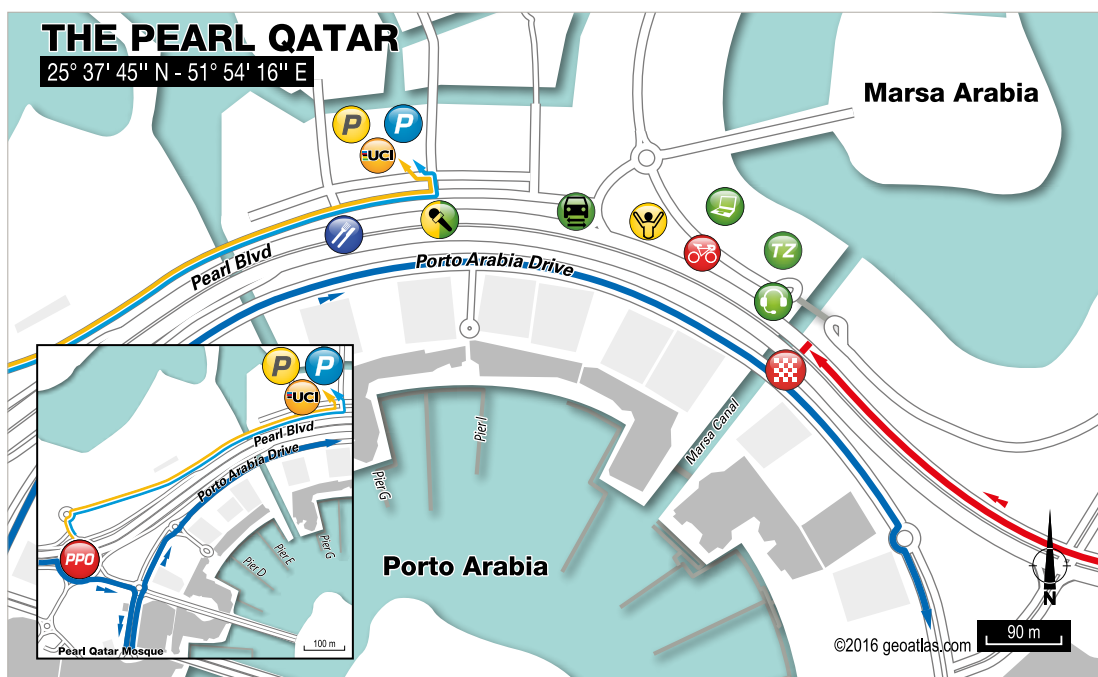 THE PEARL QATAR
25° 37' 45" N - 51° 54' 16" E
Marsa Arabia
P
P
UCI
TZ
Pearl Blvd
Porto Arabia Drive
Pier I
Pier G
Marsa Canal
Porto Arabia
P
P
UCI
Pearl Blvd
Porto Arabia Drive
PPO
Pier G
Pier E
Pier D
100 m
Pearl Qatar Mosque
N
©2016 geoatlas.com
90 m